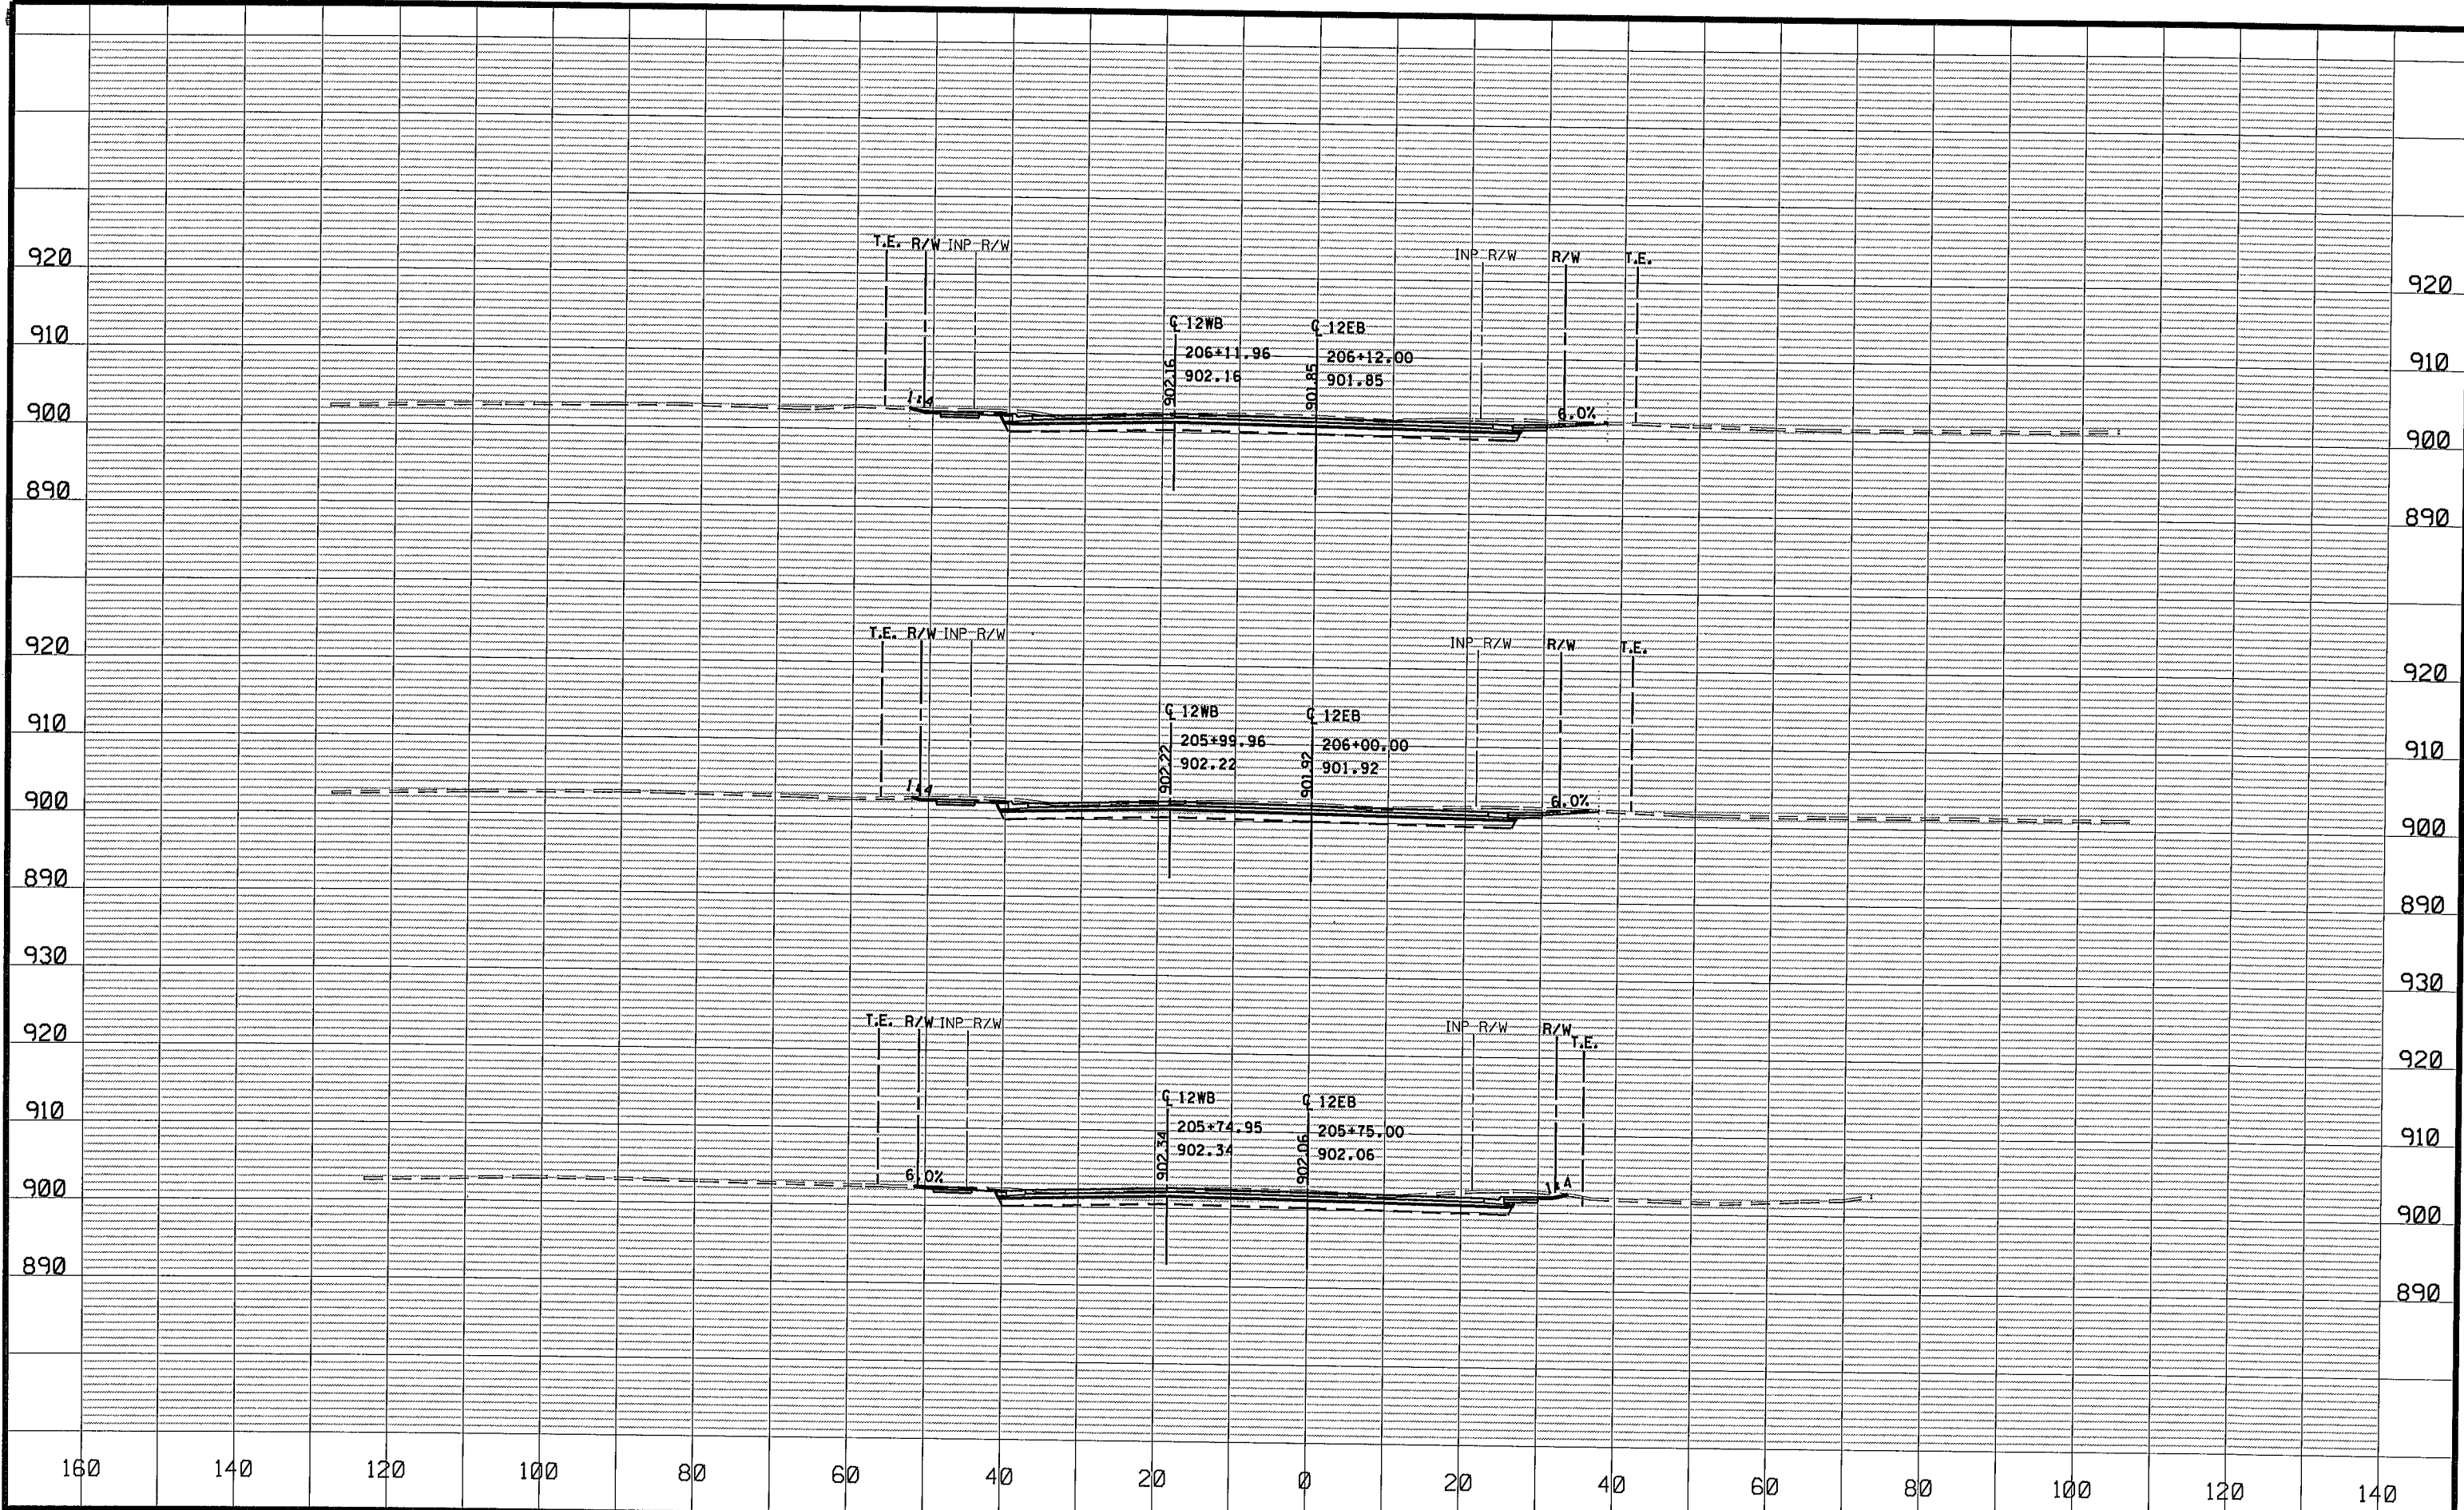 T.E. R/W INP R/W INP R/W R/W T.E.
920 920
℄ 12WB ℄ 12EB
910 206+11.96 206+12.00 910
902.16 902.16 901.85 901.85
900 1:4 6.0% 900
890 890
T.E. R/W INP R/W INP R/W R/W T.E.
920 920
℄ 12WB ℄ 12EB
910 205+99.96 206+00.00 910
902.22 902.22 901.92 901.92
900 1:4 6.0% 900
890 890
930 930
T.E. R/W INP R/W INP R/W R/W T.E.
920 920
℄ 12WB ℄ 12EB
910 205+74.95 205+75.00 910
902.34 902.34 902.06 902.06
900 6.0% 900
890 890
160 140 120 100 80 60 40 20 0 20 40 60 80 100 120 140